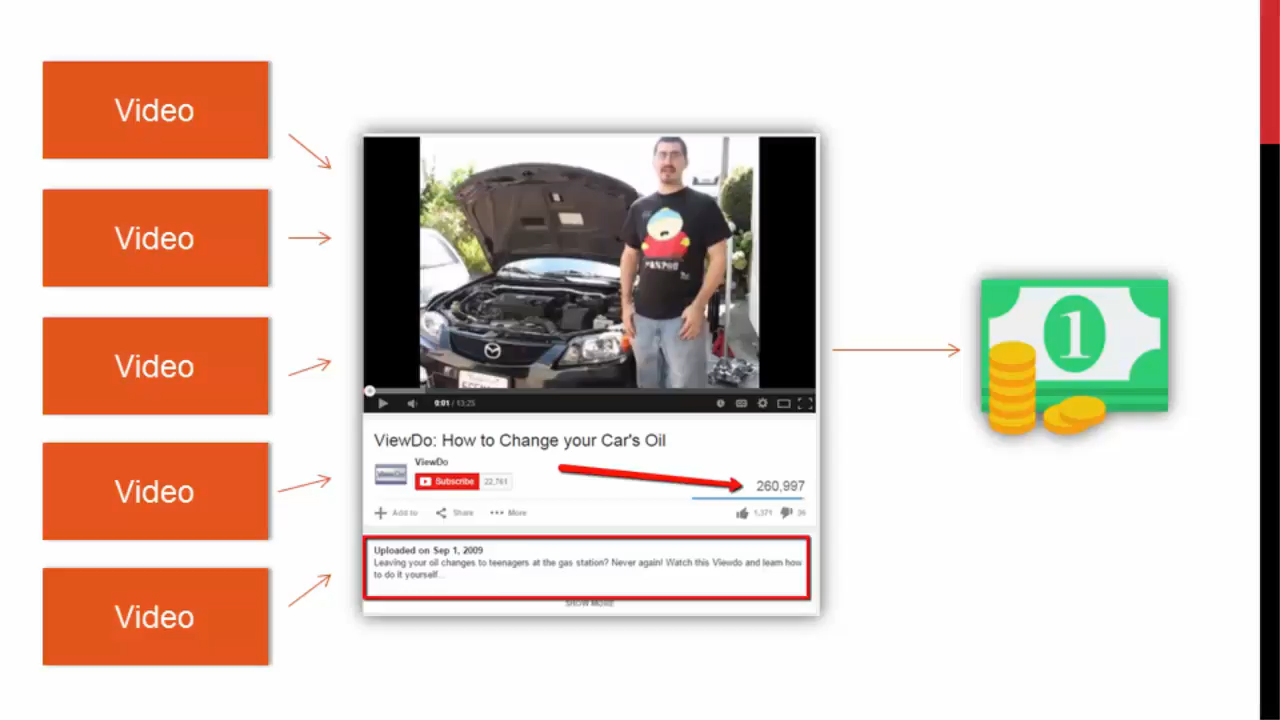 Video
Video
Video
Video
Video
0:01 / 13:25
ViewDo: How to Change your Car's Oil
ViewDo
Subscribe 22,761
260,997
Add to Share More
1,371 36
Uploaded on Sep 1, 2009
Leaving your oil changes to teenagers at the gas station? Never again! Watch this Viewdo and learn how
to do it yourself...
SHOW MORE
1